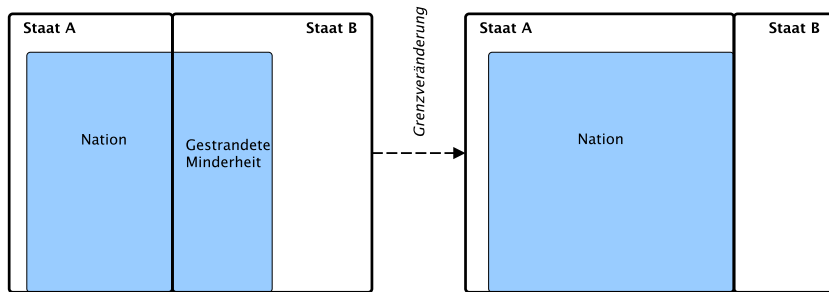 Staat A
Staat B
Nation
Gestrandete
Minderheit
Grenzveränderung
Staat A
Staat B
Nation